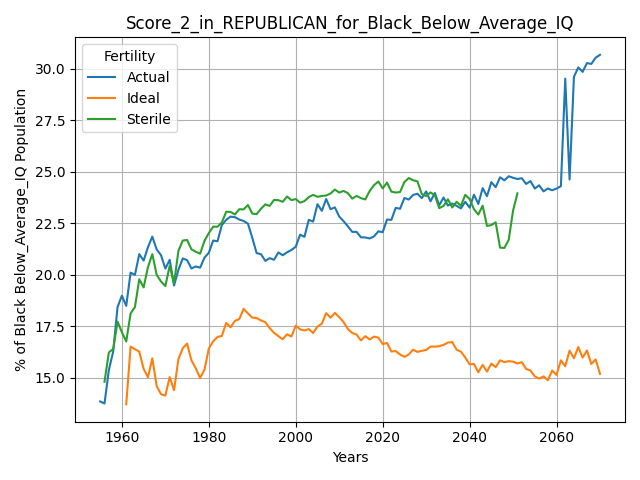 Score_2_in_REPUBLICAN_for_Black_Below_Average_IQ
Fertility
Actual
Ideal
Sterile
% of Black Below_Average_IQ Population
30.0
27.5
25.0
22.5
20.0
17.5
15.0
1960
1980
2000
2020
2040
2060
Years